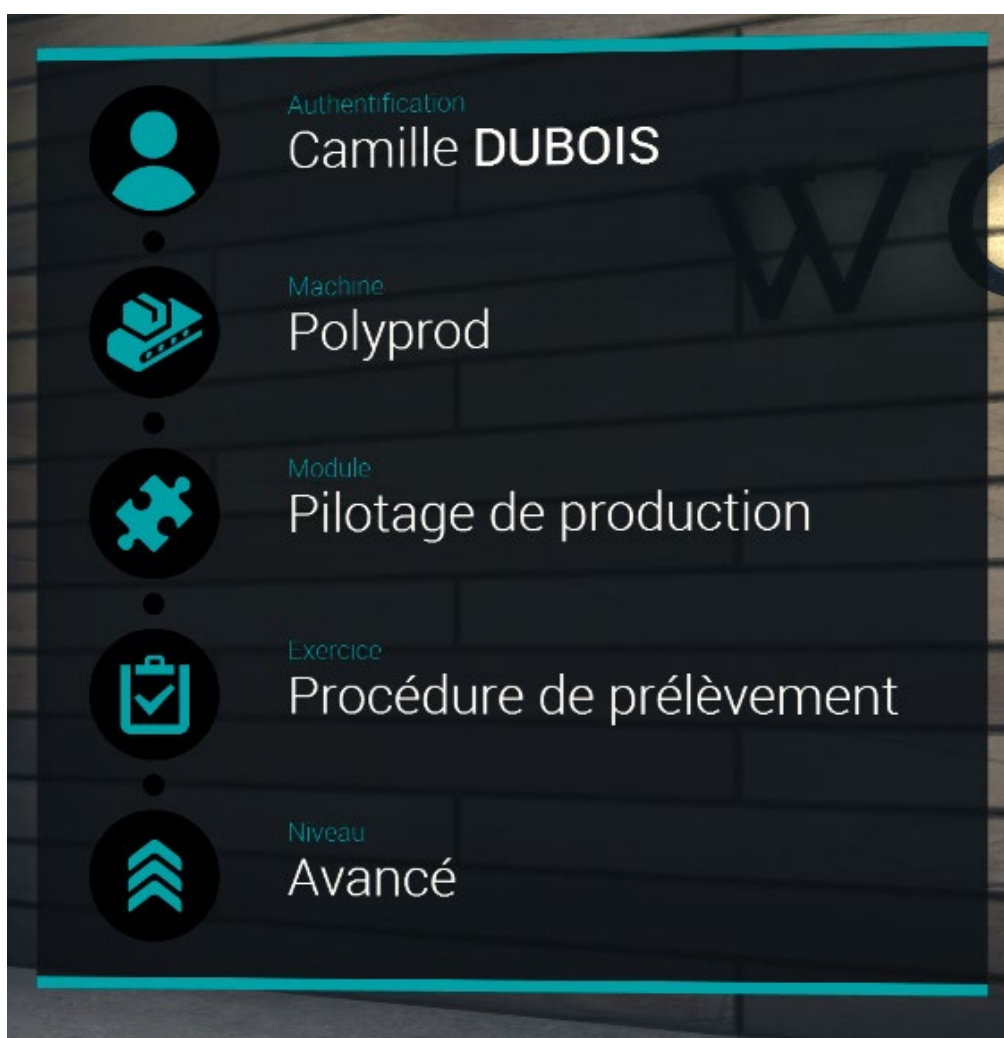 Authentification
Camille DUBOIS
Machine
Polyprod
Module
Pilotage de production
Exercice
Procédure de prélèvement
Niveau
Avancé